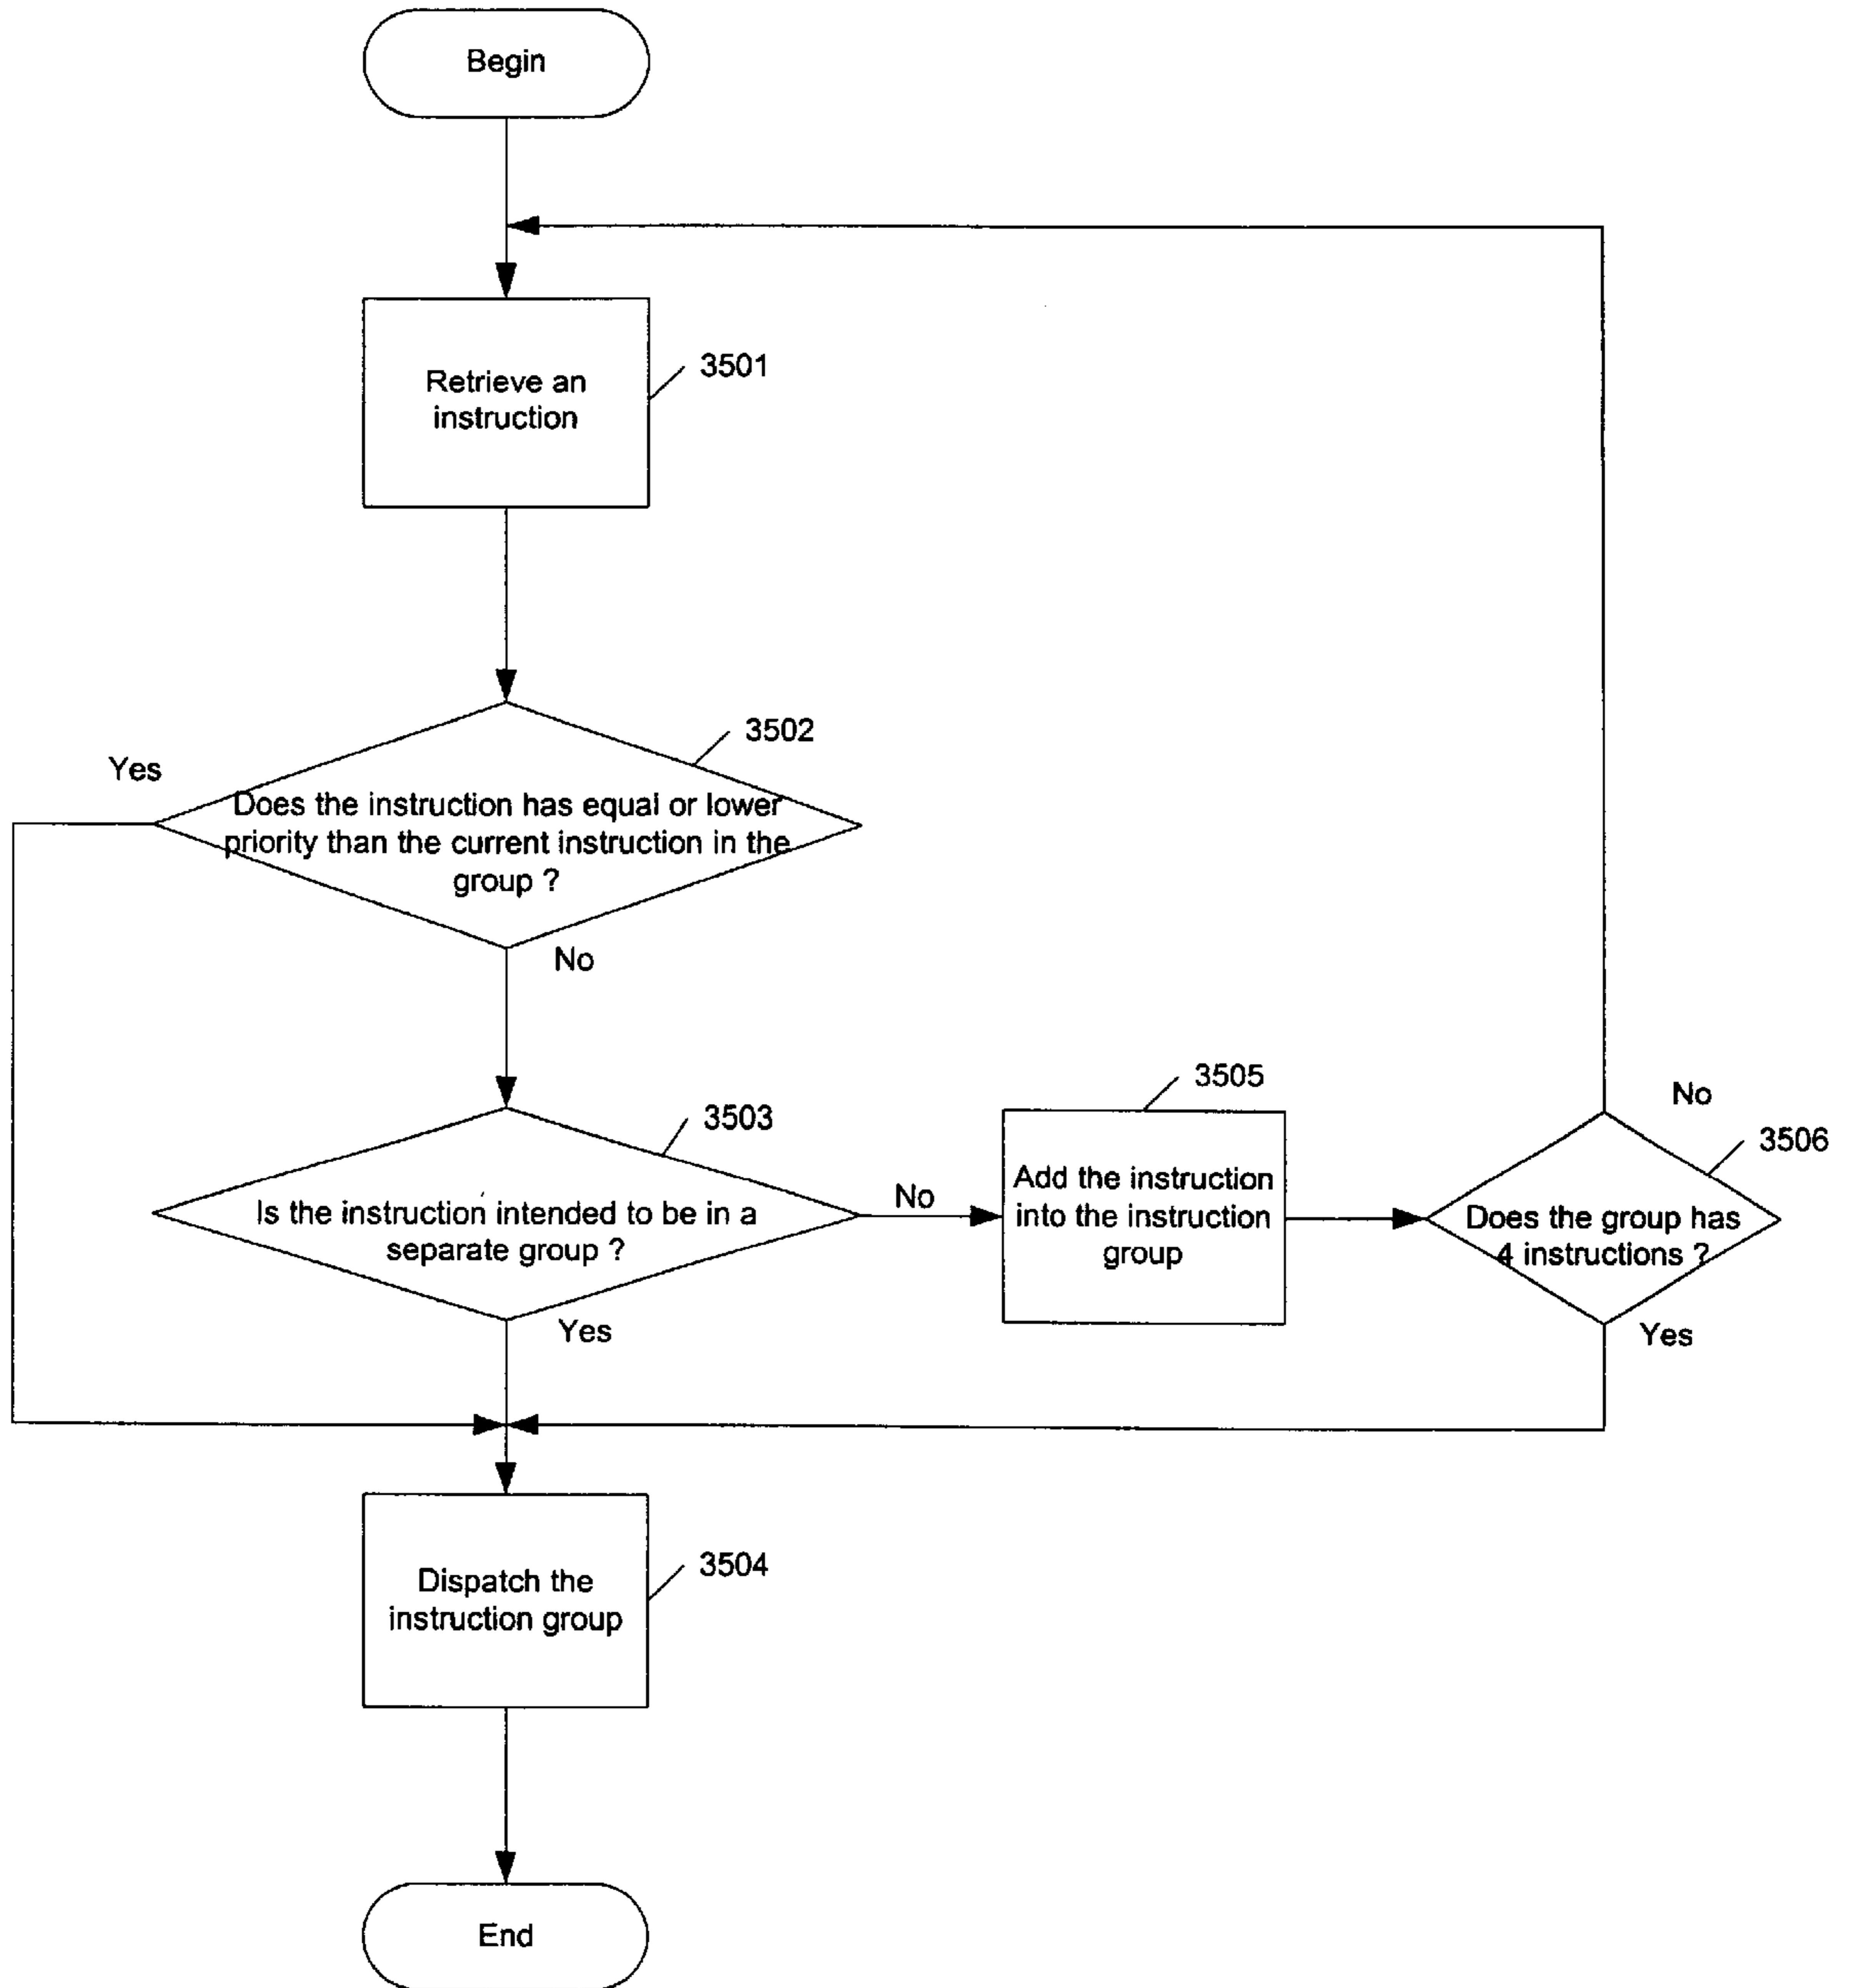 Begin
Retrieve an
instruction
3501
3502
Yes
Does the instruction has equal or lower
priority than the current instruction in the
group ?
No
3503
Is the instruction intended to be in a
separate group ?
No
Yes
3505
Add the instruction
into the instruction
group
No
3506
Does the group has
4 instructions ?
Yes
Dispatch the
instruction group
3504
End